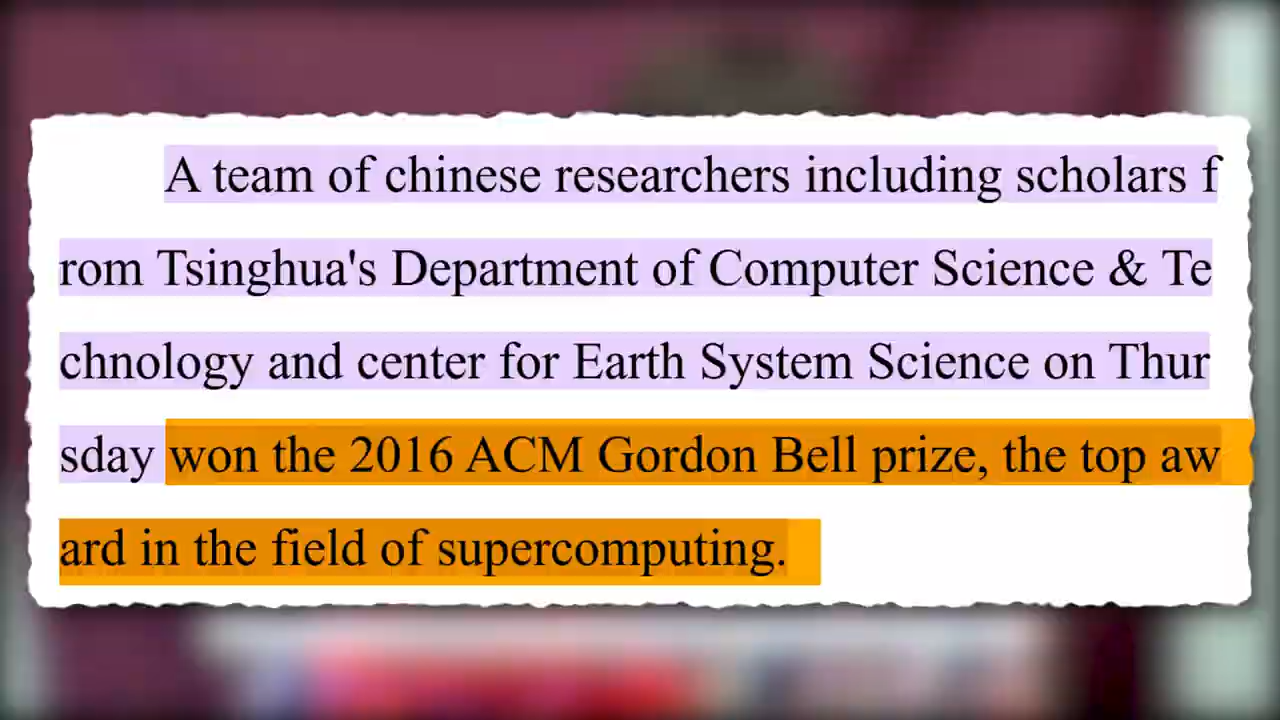 A team of chinese researchers including scholars f
rom Tsinghua's Department of Computer Science & Te
chnology and center for Earth System Science on Thur
sday won the 2016 ACM Gordon Bell prize, the top aw
ard in the field of supercomputing.